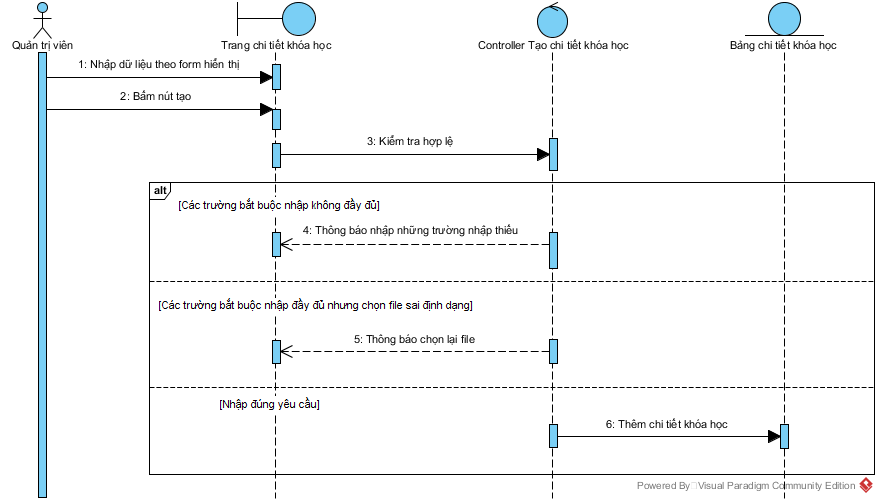 Quản trị viên
Trang chi tiết khóa học
Controller Tạo chi tiết khóa học
Bảng chi tiết khóa học
1: Nhập dữ liệu theo form hiển thị
2: Bấm nút tạo
3: Kiểm tra hợp lệ
alt
[Các trường bắt buộc nhập không đầy đủ]
4: Thông báo nhập những trường nhập thiếu
[Các trường bắt buộc nhập đầy đủ nhưng chọn file sai định dạng]
5: Thông báo chọn lại file
[Nhập đúng yêu cầu]
6: Thêm chi tiết khóa học
Powered By Visual Paradigm Community Edition